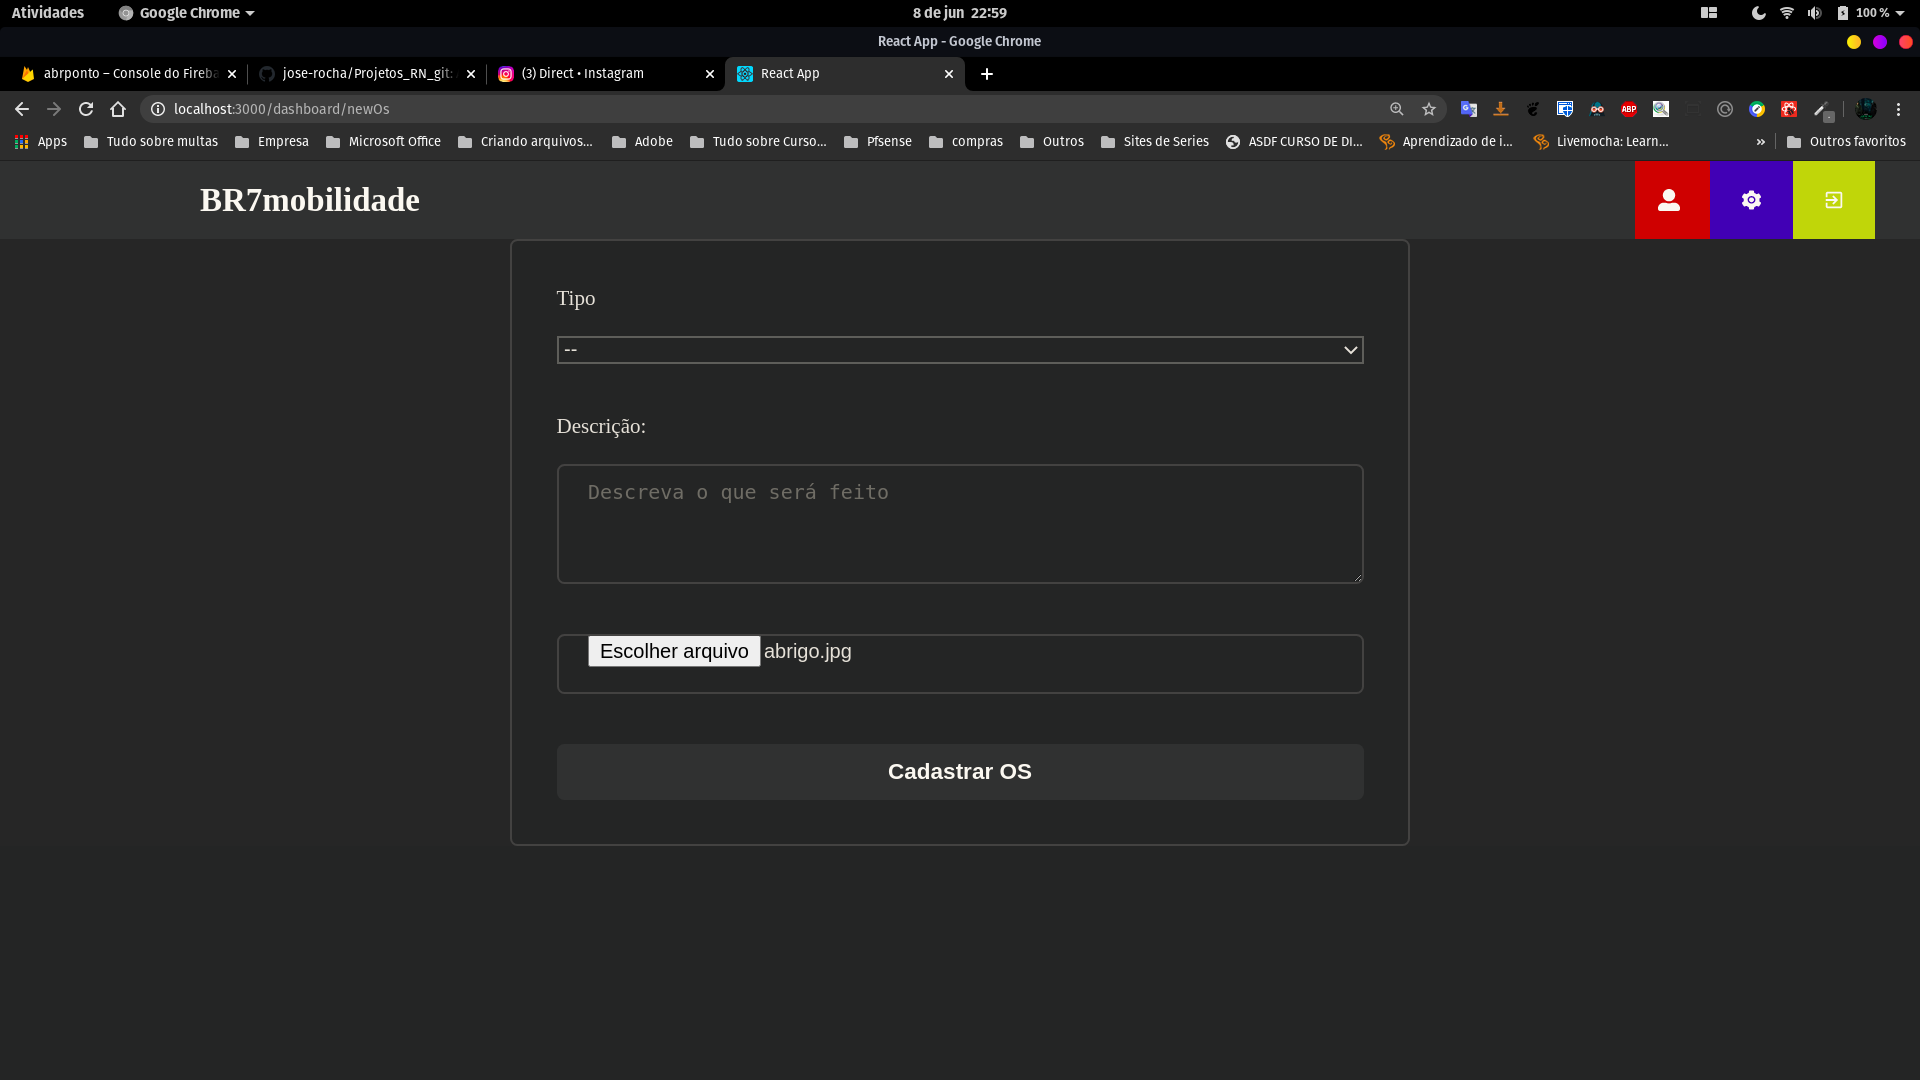 Atividades
Google Chrome
8 de jun 22:59
100 %
React App - Google Chrome
abrponto – Console do Fireba
jose-rocha/Projetos_RN_git:
(3) Direct • Instagram
React App
localhost:3000/dashboard/newOs
ABP
Apps
Tudo sobre multas
Empresa
Microsoft Office
Criando arquivos...
Adobe
Tudo sobre Curso...
Pfsense
compras
Outros
Sites de Series
ASDF CURSO DE DI...
Aprendizado de i...
Livemocha: Learn...
»
Outros favoritos
BR7mobilidade
Tipo
--
Descrição:
Descreva o que será feito
Escolher arquivo abrigo.jpg
Cadastrar OS